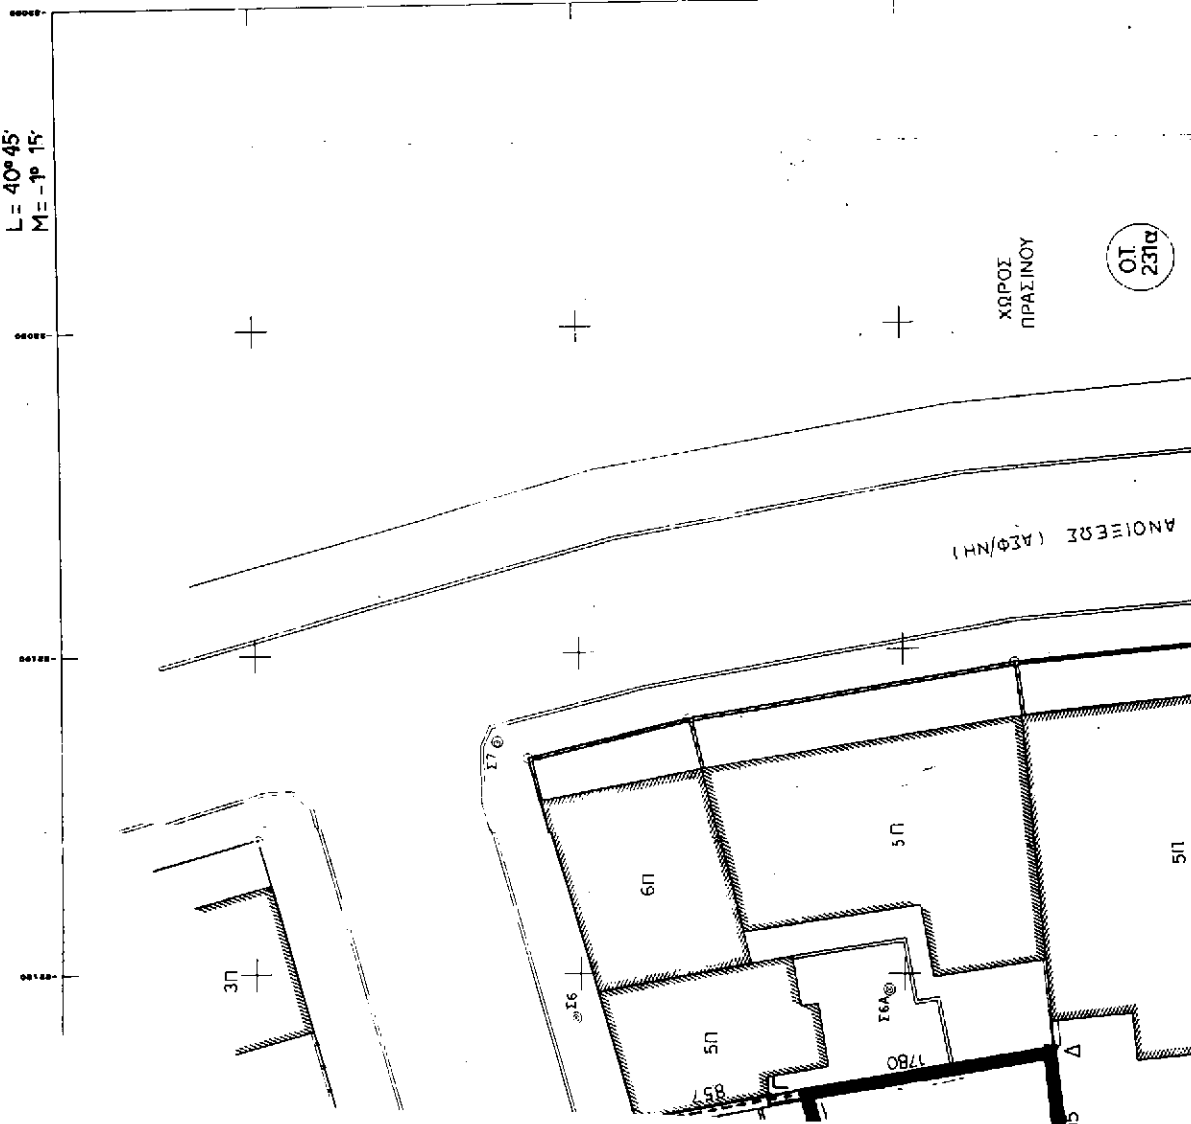 L = 40° 45'
M = -1° 15'
ΧΩΡΟΣ
ΠΡΑΣΙΝΟΥ
Ο.Τ.
231α
ΑΝΟΙΞΕΩΣ (ΑΣΦ/ΝΗ)
Σ7
5Π
6Π
5Π
3Π
Σ6
Σ6Α
5Π
1780
Δ
857
Γ